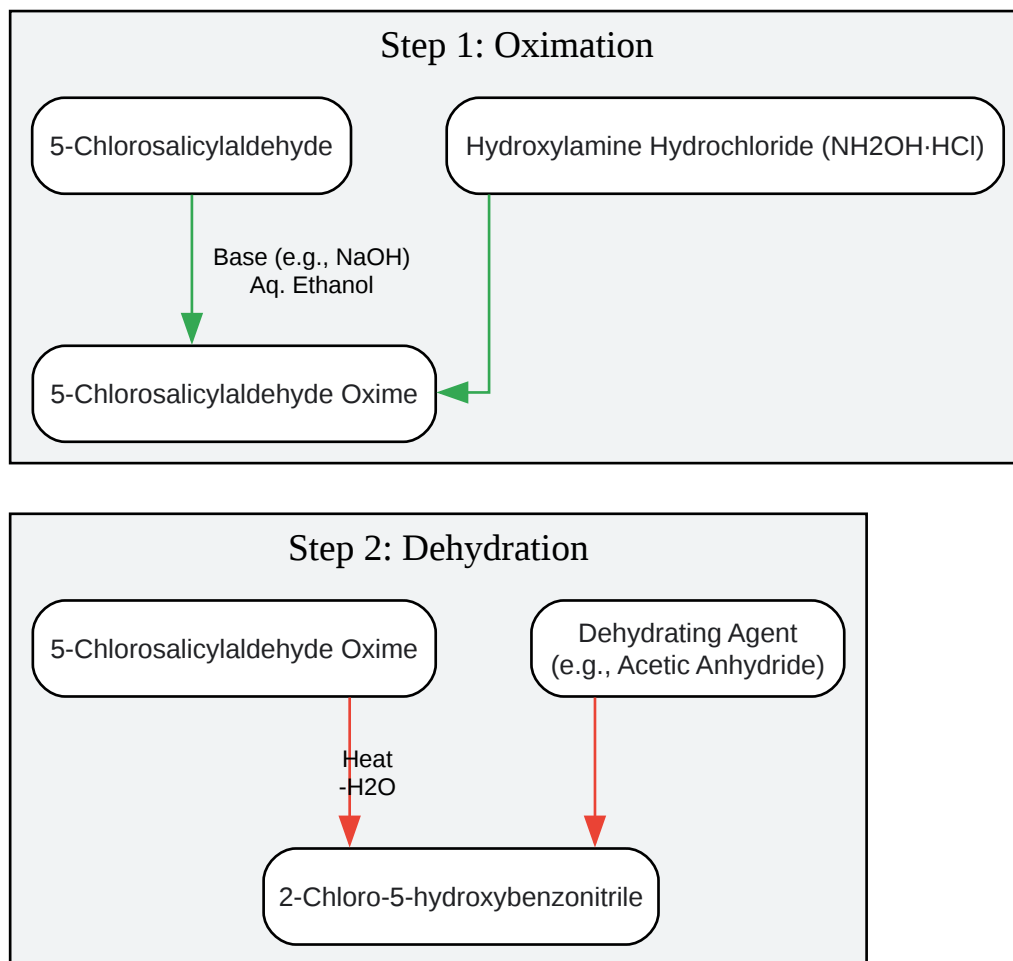 Step 1: Oximation
5-Chlorosalicylaldehyde
Hydroxylamine Hydrochloride (NH2OH·HCl)
Base (e.g., NaOH)
Aq. Ethanol
5-Chlorosalicylaldehyde Oxime
Step 2: Dehydration
5-Chlorosalicylaldehyde Oxime
Dehydrating Agent
(e.g., Acetic Anhydride)
Heat
-H2O
2-Chloro-5-hydroxybenzonitrile